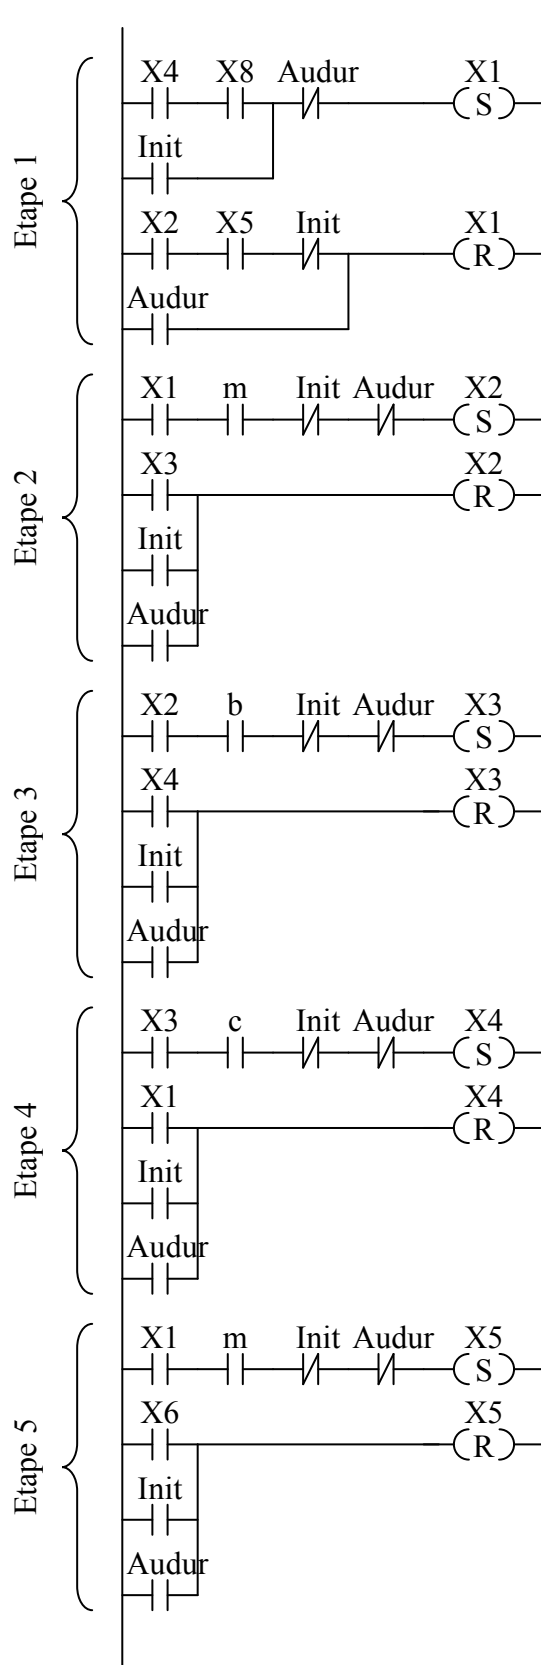 Etape 1
X4 X8 Audur X1
S
Init
X2 X5 Init X1
R
Audur
Etape 2
X1 m Init Audur X2
S
X3 X2
R
Init
Audur
Etape 3
X2 b Init Audur X3
S
X4 X3
R
Init
Audur
Etape 4
X3 c Init Audur X4
S
X1 X4
R
Init
Audur
Etape 5
X1 m Init Audur X5
S
X6 X5
R
Init
Audur